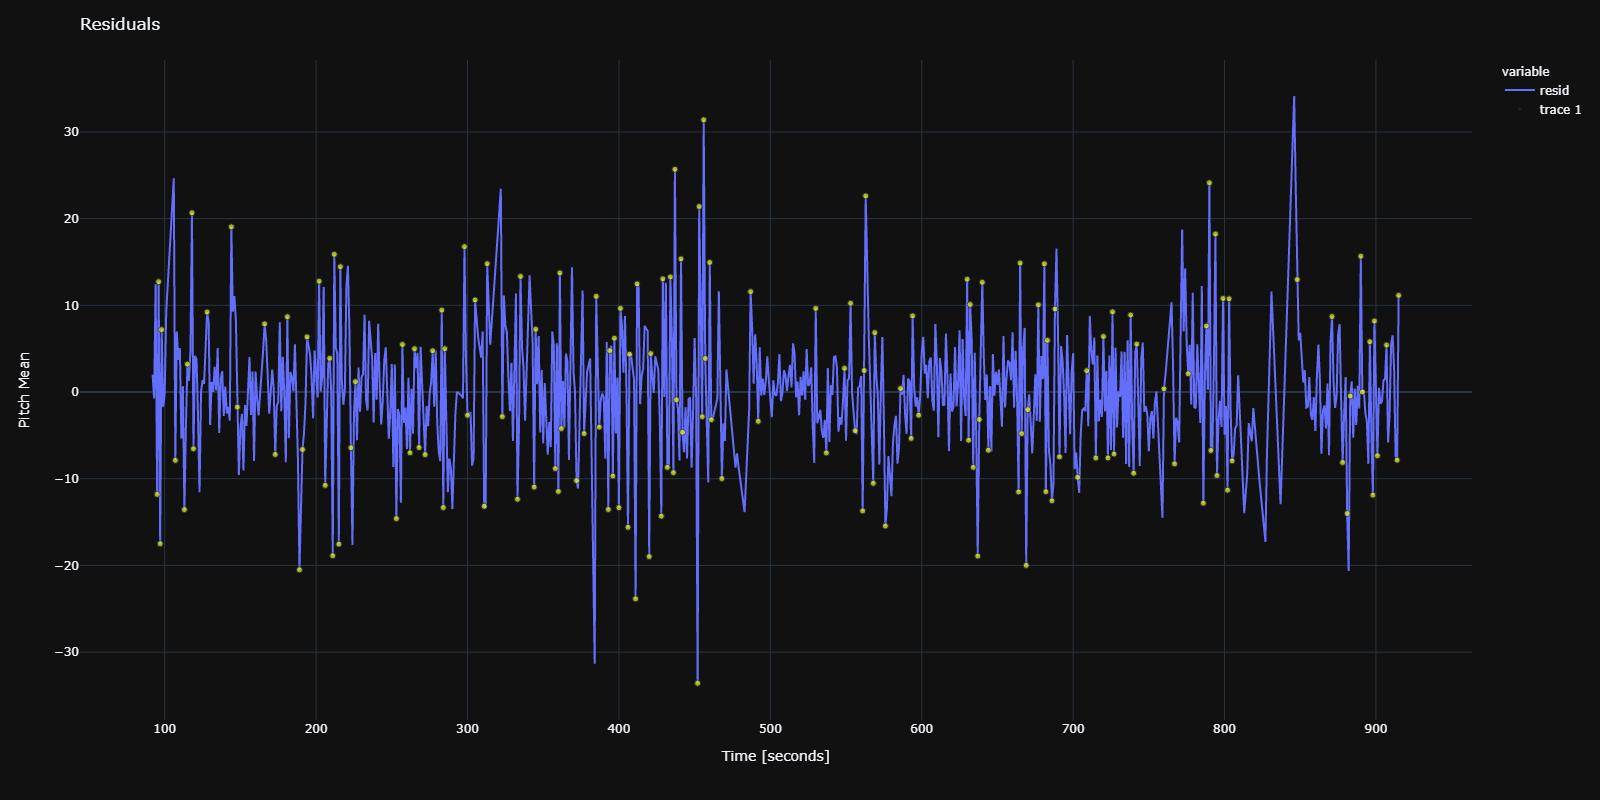 Residuals
variable
resid
trace 1
Pitch Mean
30
20
10
0
−10
−20
−30
100 200 300 400 500 600 700 800 900
Time [seconds]